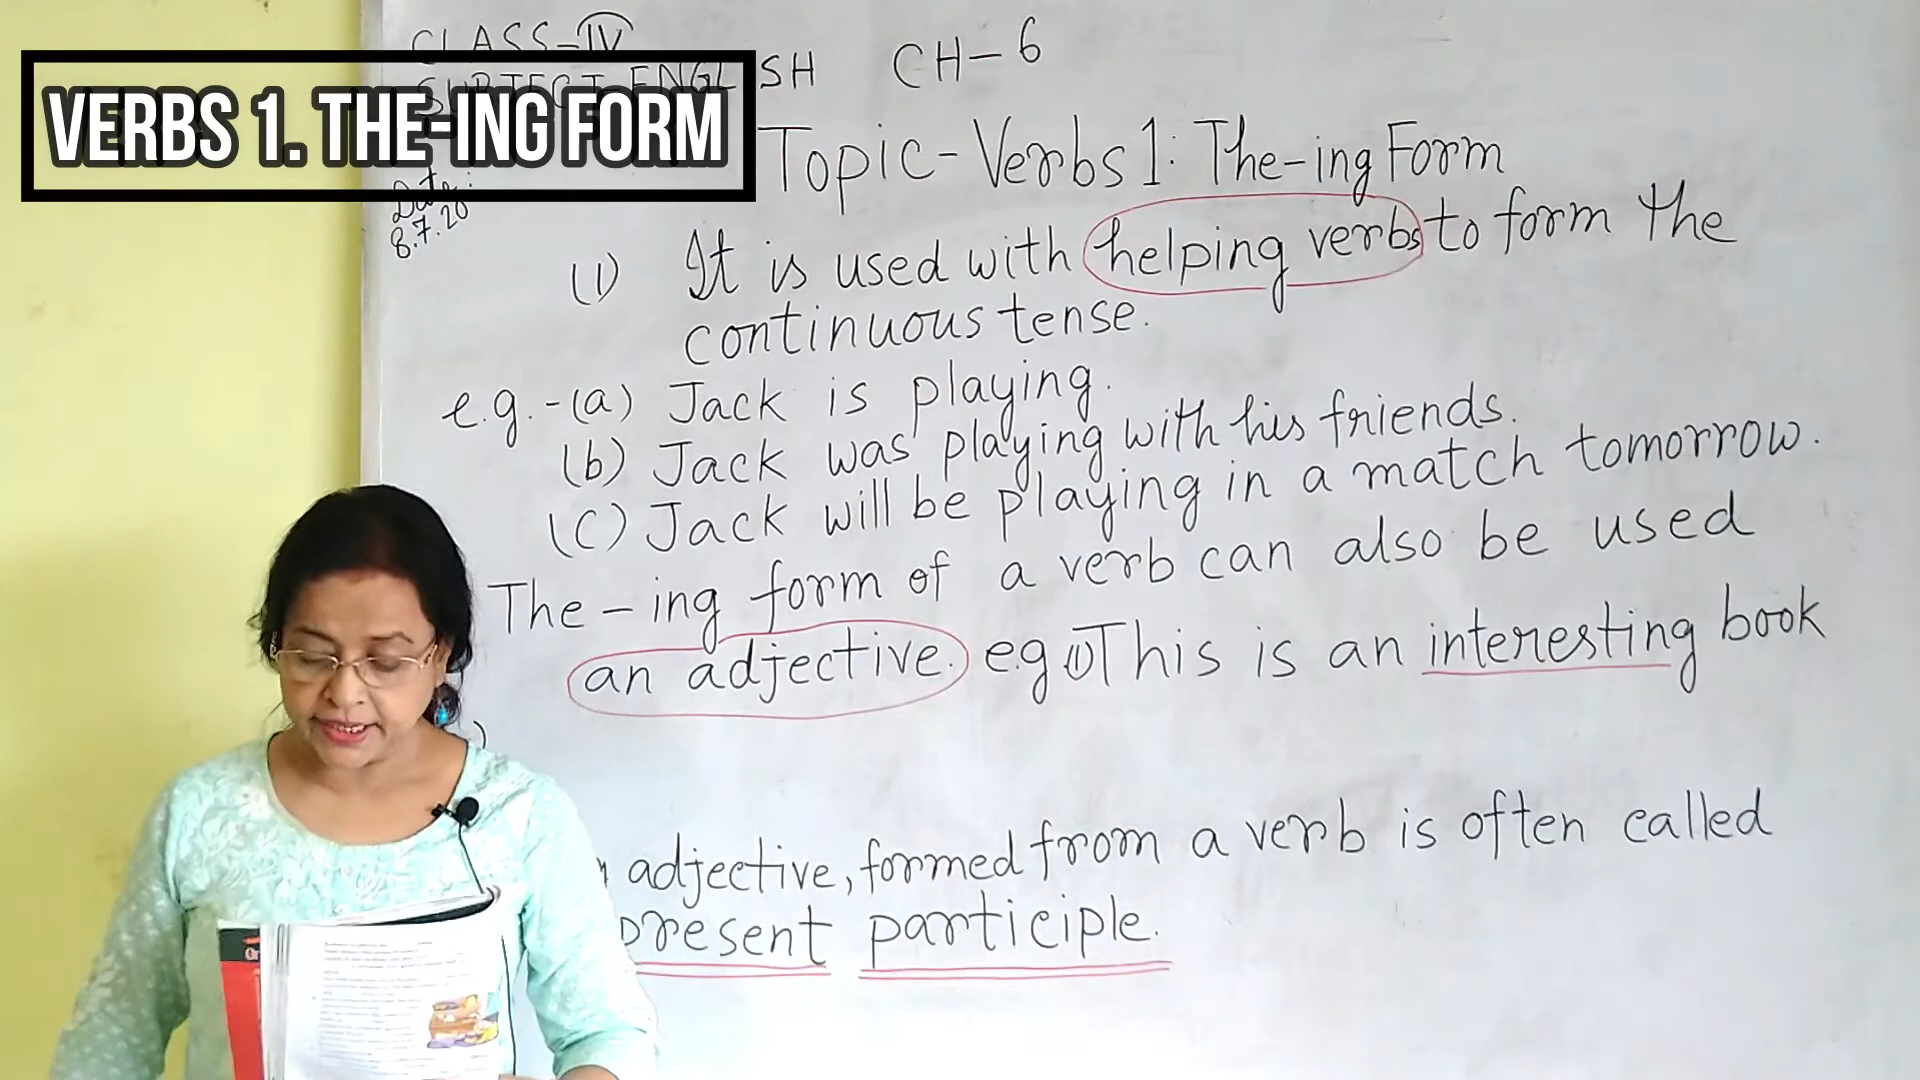 CLASS-IV
SUBJECT-ENGLISH CH-6
VERBS 1. THE-ING FORM
Topic-Verbs 1: The-ing Form
Date:
8.7.20
(1) It is used with helping verbs to form the
continuous tense.
e.g.-(a) Jack is playing.
(b) Jack was playing with his friends.
(C) Jack will be playing in a match tomorrow.
The-ing form of a verb can also be used
an adjective. e.g (1) This is an interesting book
)
adjective, formed from a verb is often called
present participle.